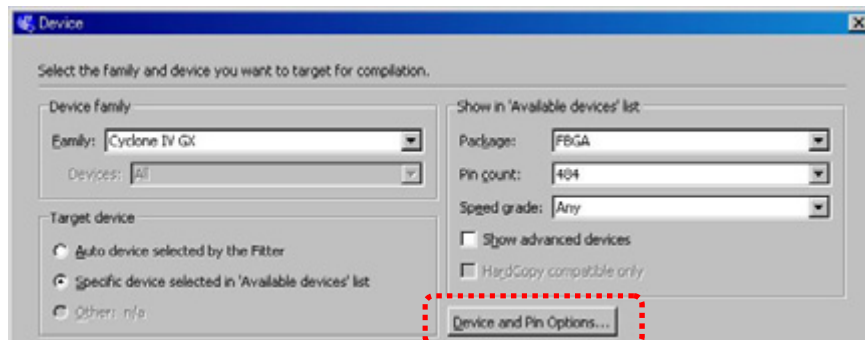 Device
Select the family and device you want to target for compilation.
Device family
Family: Cyclone IV GX
Devices: All
Target device
Auto device selected by the Fitter
Specific device selected in 'Available devices' list
Other: n/a
Show in 'Available devices' list
Package: FBGA
Pin count: 484
Speed grade: Any
Show advanced devices
HardCopy compatible only
Device and Pin Options...